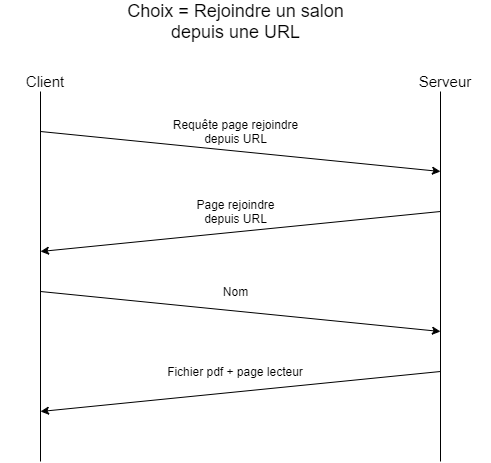 Choix = Rejoindre un salon
depuis une URL
Client
Serveur
Requête page rejoindre
depuis URL
Page rejoindre
depuis URL
Nom
Fichier pdf + page lecteur